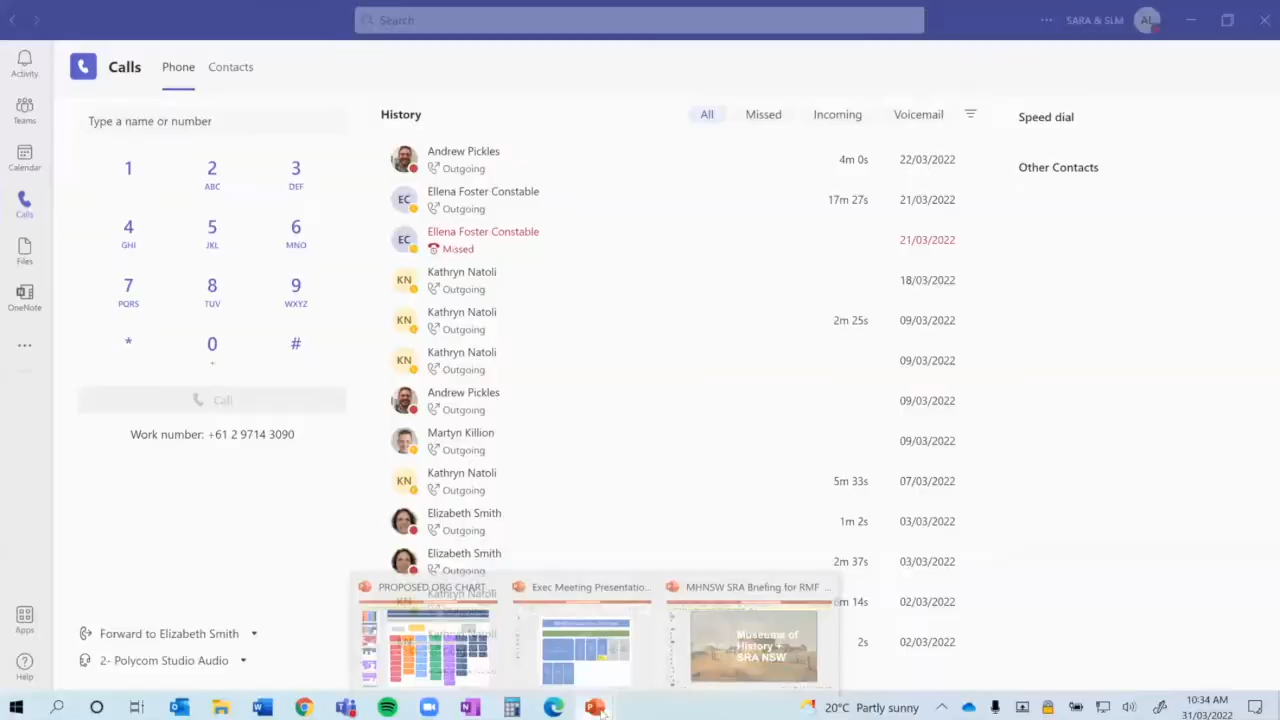 Search
SARA & SLM
AL
Activity
Teams
Calendar
Calls
Files
OneNote
Apps
Help
Calls
Phone
Contacts
Type a name or number
1
2
ABC
3
DEF
4
GHI
5
JKL
6
MNO
7
PQRS
8
TUV
9
WXYZ
*
0
+
#
Call
Work number: +61 2 9714 3090
Forward to Elizabeth Smith
2- Polycom Studio Audio
History
All
Missed
Incoming
Voicemail
Andrew Pickles
Outgoing
4m 0s
22/03/2022
EC
Ellena Foster Constable
Outgoing
17m 27s
21/03/2022
EC
Ellena Foster Constable
Missed
21/03/2022
KN
Kathryn Natoli
Outgoing
18/03/2022
KN
Kathryn Natoli
Outgoing
2m 25s
09/03/2022
KN
Kathryn Natoli
Outgoing
09/03/2022
Andrew Pickles
Outgoing
09/03/2022
Martyn Killion
Outgoing
09/03/2022
KN
Kathryn Natoli
Outgoing
5m 33s
07/03/2022
Elizabeth Smith
Outgoing
1m 2s
03/03/2022
Elizabeth Smith
Outgoing
2m 37s
03/03/2022
KN
Kathryn Natoli
14s
02/03/2022
2s
02/03/2022
Speed dial
Other Contacts
PROPOSED ORG CHART
Exec Meeting Presentatio...
MHNSW SRA Briefing for RMF ...
Museums of
History +
SRA NSW
20°C Partly sunny
10:34 AM
31/03/2022